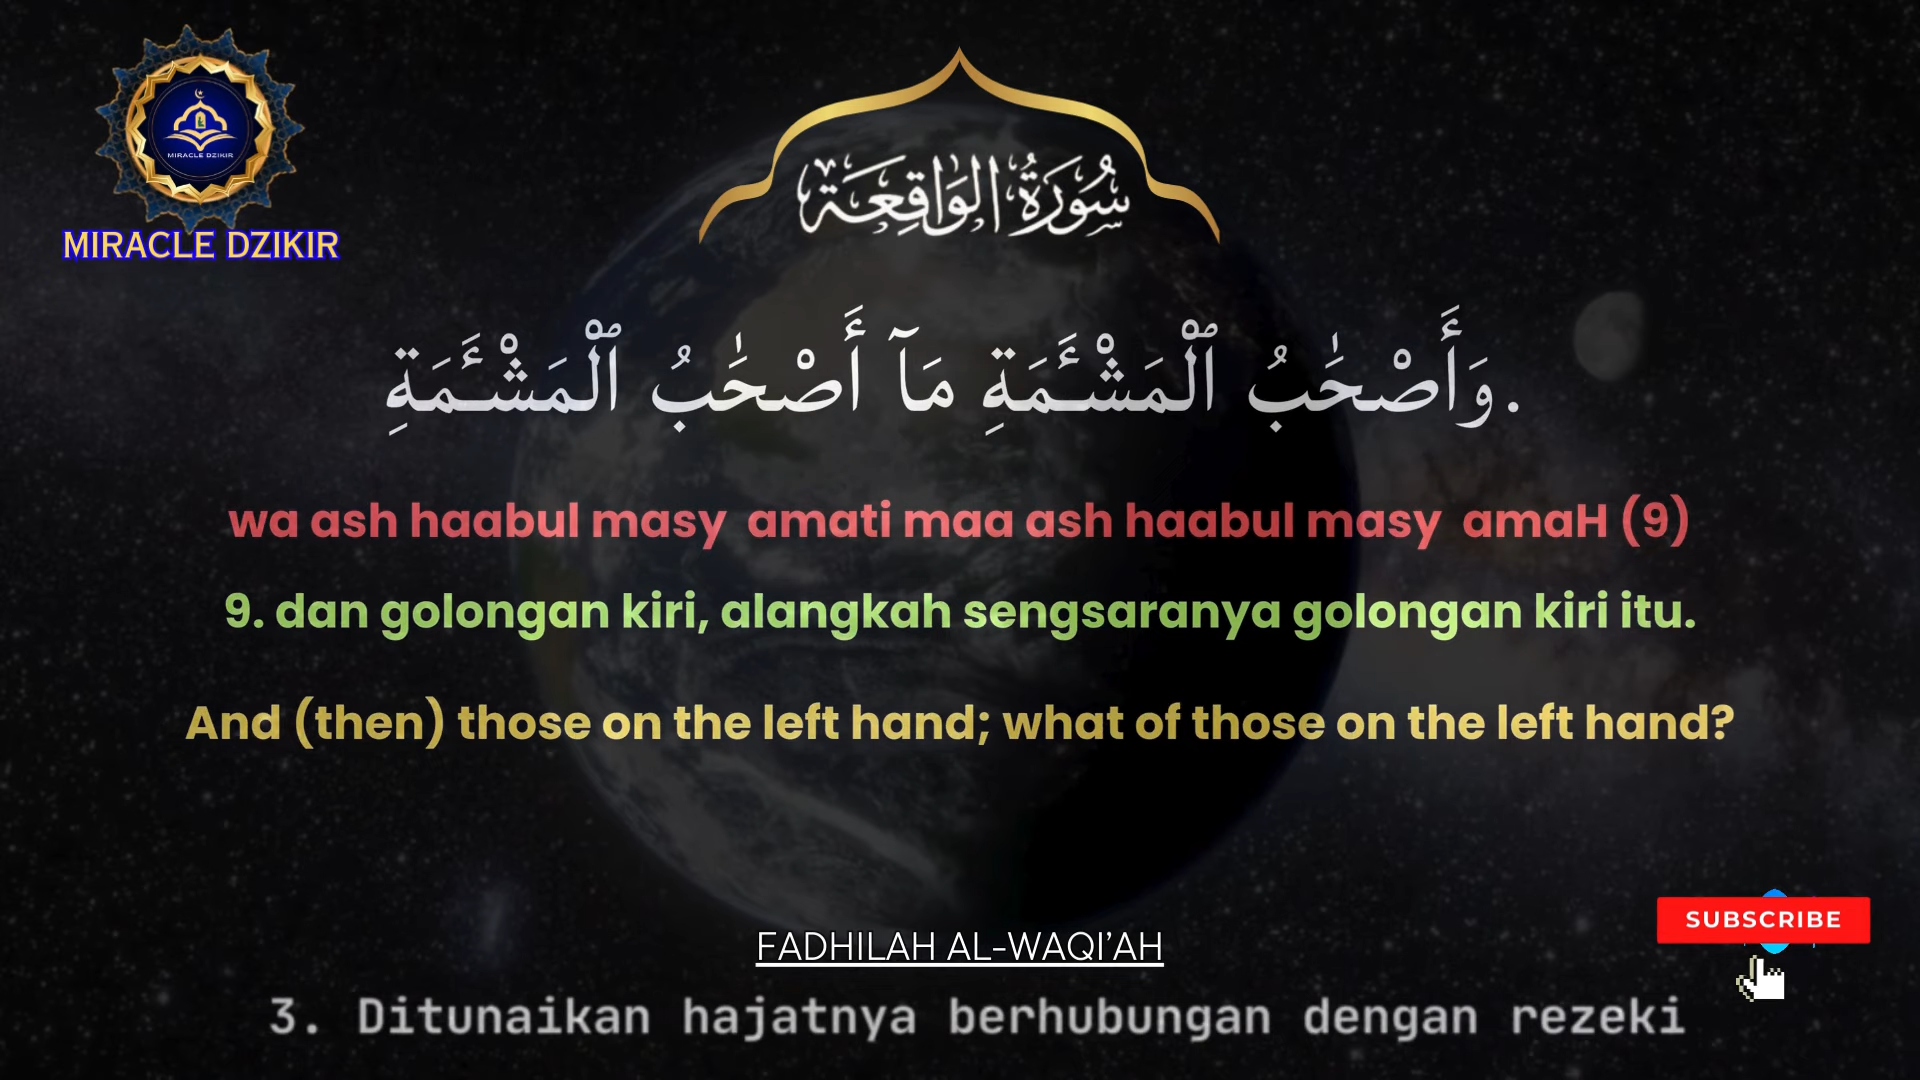 MIRACLE DZIKIR
MIRACLE DZIKIR
سُورَةُ الوَاقِعَة
.وَأَصْحَٰبُ ٱلْمَشْـَٔمَةِ مَآ أَصْحَٰبُ ٱلْمَشْـَٔمَةِ
wa ash haabul masy amati maa ash haabul masy amaH (9)
9. dan golongan kiri, alangkah sengsaranya golongan kiri itu.
And (then) those on the left hand; what of those on the left hand?
SUBSCRIBE
FADHILAH AL-WAQI’AH
3. Ditunaikan hajatnya berhubungan dengan rezeki